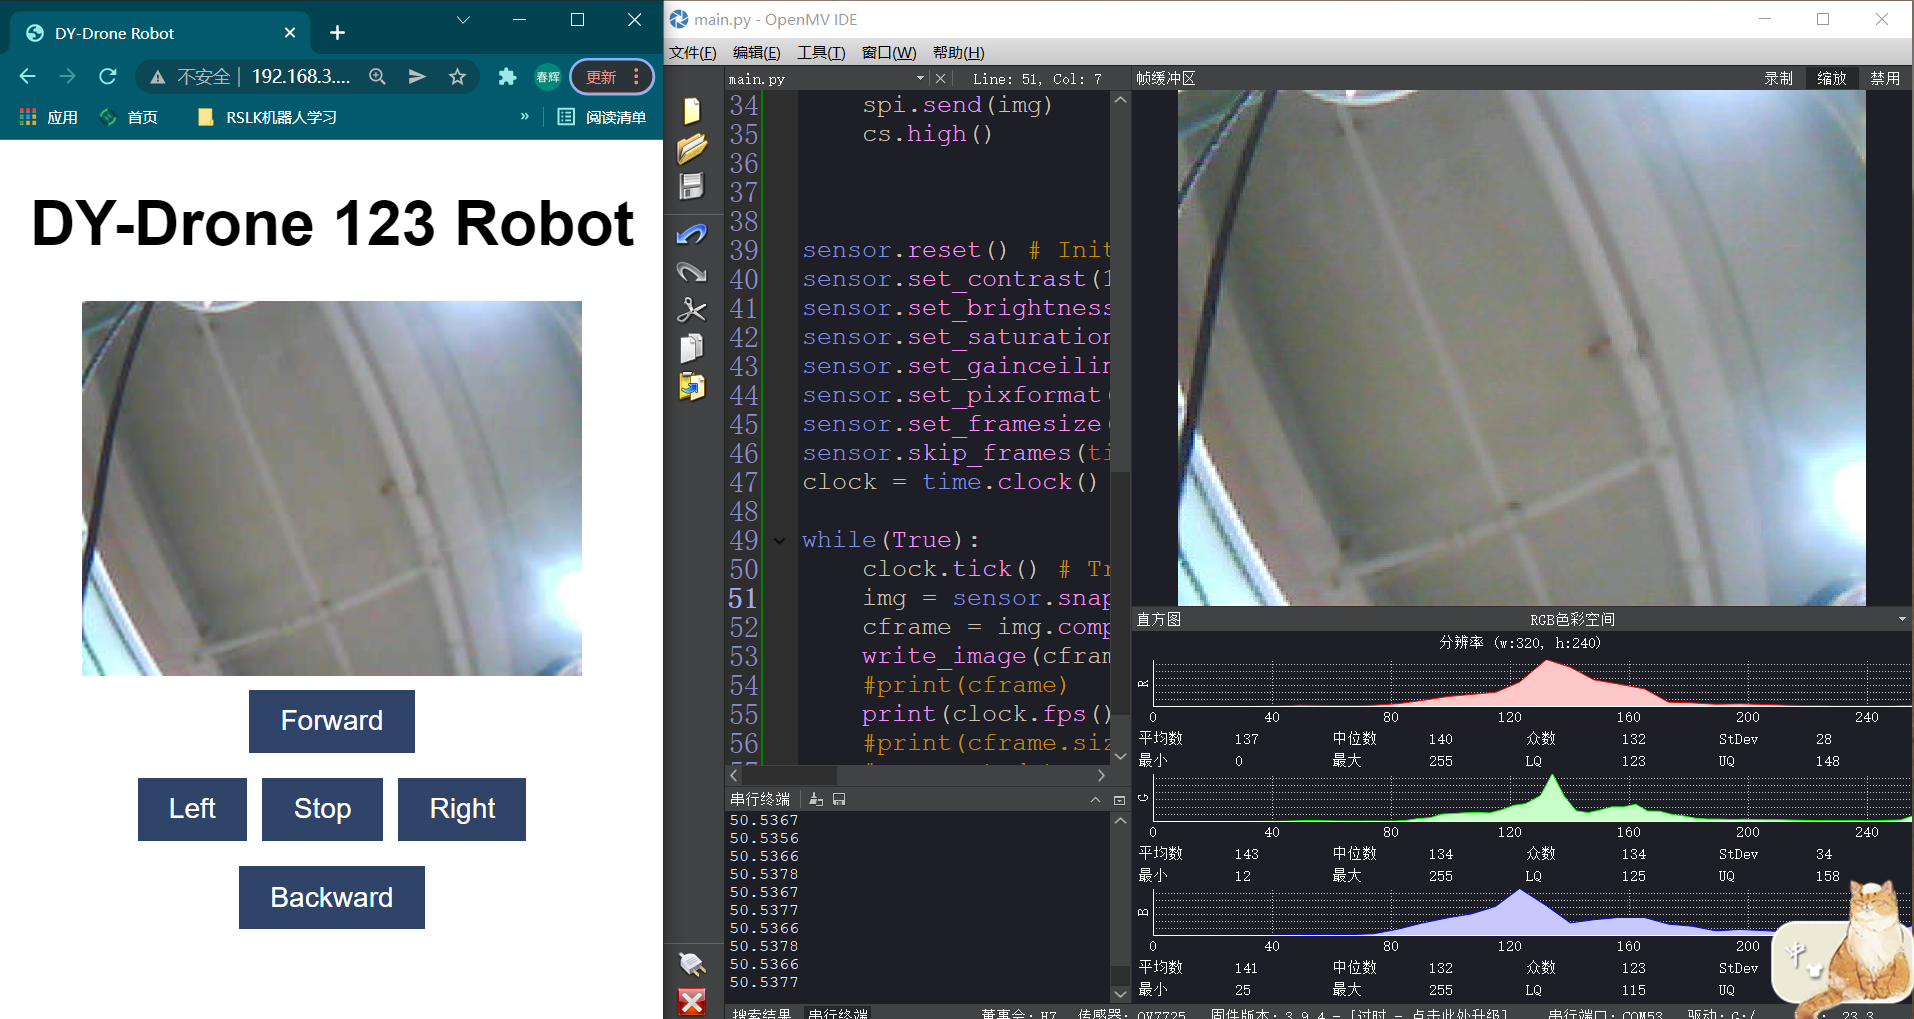 DY-Drone Robot
不安全 192.168.3....
春辉
更新
应用 首页 RSLK机器人学习 » 阅读清单
DY-Drone 123 Robot
Forward
Left Stop Right
Backward
main.py - OpenMV IDE
文件(F) 编辑(E) 工具(T) 窗口(W) 帮助(H)
main.py Line: 51, Col: 7
34 spi.send(img)
35 cs.high()
36
37
38
39 sensor.reset() # Init
40 sensor.set_contrast(1
41 sensor.set_brightness
42 sensor.set_saturation
43 sensor.set_gainceilin
44 sensor.set_pixformat(
45 sensor.set_framesize(
46 sensor.skip_frames(ti
47 clock = time.clock()
48
49 while(True):
50 clock.tick() # Tr
51 img = sensor.snap
52 cframe = img.comp
53 write_image(cfram
54 #print(cframe)
55 print(clock.fps()
56 #print(cframe.siz
串行终端
50.5367
50.5356
50.5366
50.5378
50.5367
50.5377
50.5366
50.5378
50.5366
50.5377
搜索结果 串行终端
帧缓冲区 录制 缩放 禁用
直方图 RGB色彩空间
分辨率 (w:320, h:240)
R
0 40 80 120 160 200 240
平均数 137 中位数 140 众数 132 StDev 28
最小 0 最大 255 LQ 123 UQ 148
G
0 40 80 120 160 200 240
平均数 143 中位数 134 众数 134 StDev 34
最小 12 最大 255 LQ 125 UQ 158
B
0 40 80 120 160 200
平均数 141 中位数 132 众数 123 StDev
最小 25 最大 255 LQ 115 UQ
中
董事会: H7 传感器: OV7725 固件版本: 3.9.4 - [过时 - 点击此处升级] 串行端口: COM53 驱动: G:/ 23.3